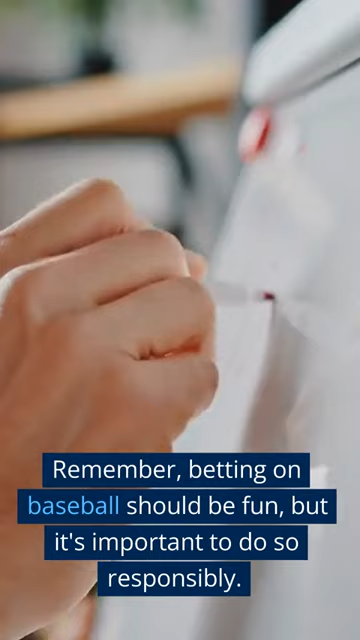 Remember, betting on
baseball should be fun, but
it's important to do so
responsibly.